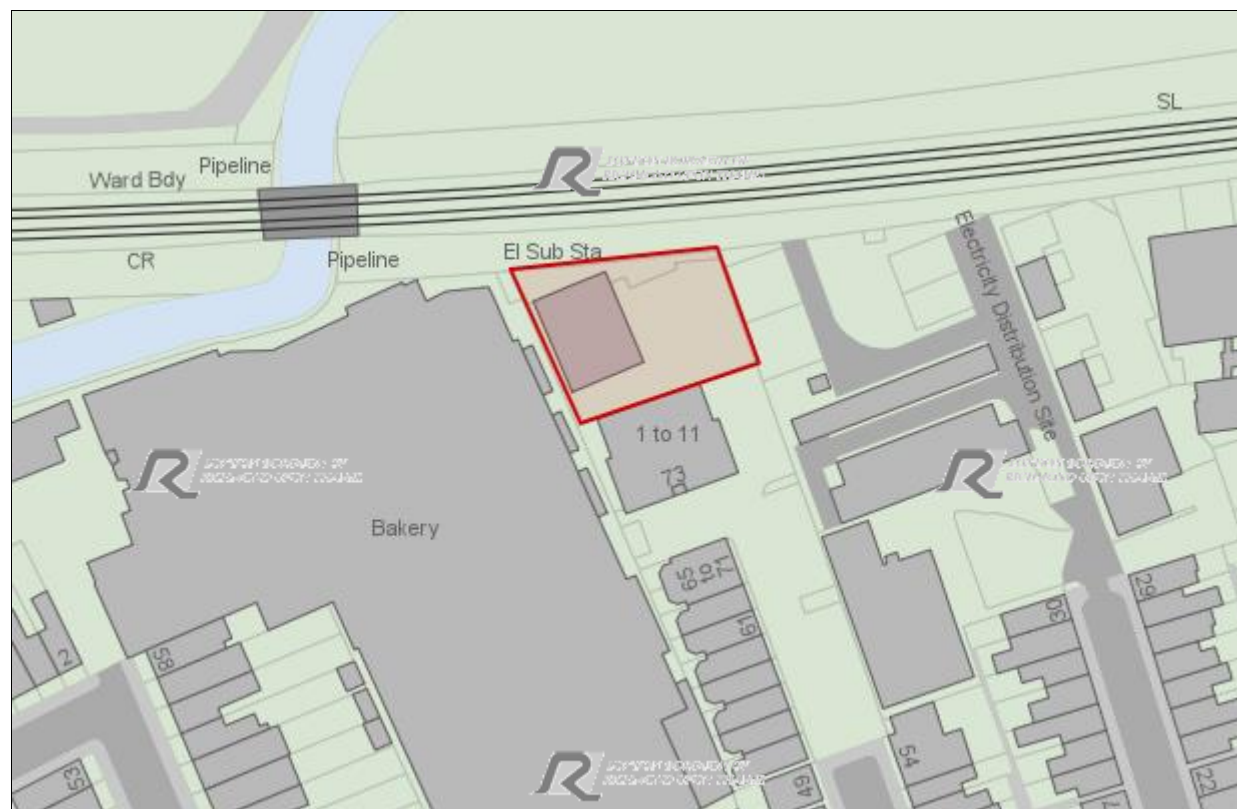 SL
Pipeline
Ward Bdy
CR
Pipeline
El Sub Sta
Electricity Distribution Site
1 to 11
73
Bakery
71
to
65
61
58
2
53
49
54
30
29
22